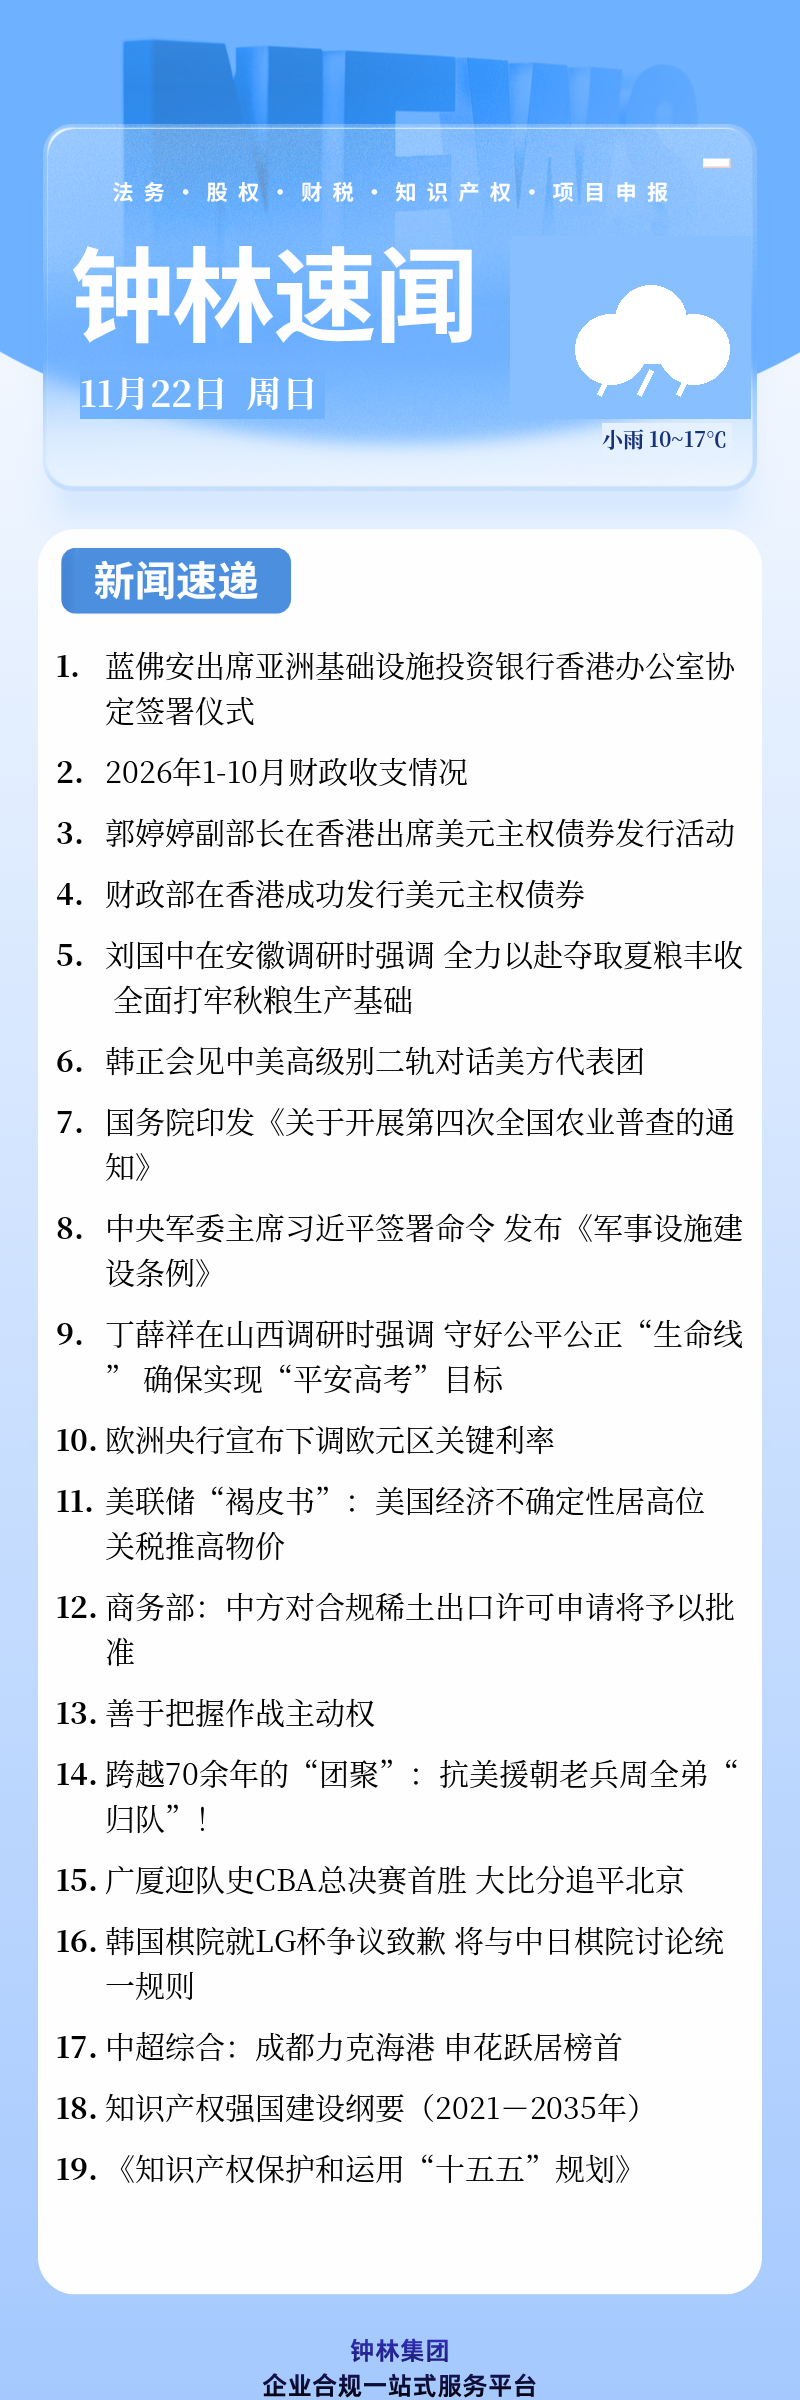 NEWS
法务·股权·财税·知识产权·项目申报
钟林速闻
11月22日 周日
小雨 10~17℃
新闻速递
1. 蓝佛安出席亚洲基础设施投资银行香港办公室协
定签署仪式
2. 2026年1-10月财政收支情况
3. 郭婷婷副部长在香港出席美元主权债券发行活动
4. 财政部在香港成功发行美元主权债券
5. 刘国中在安徽调研时强调 全力以赴夺取夏粮丰收
全面打牢秋粮生产基础
6. 韩正会见中美高级别二轨对话美方代表团
7. 国务院印发《关于开展第四次全国农业普查的通
知》
8. 中央军委主席习近平签署命令 发布《军事设施建
设条例》
9. 丁薛祥在山西调研时强调 守好公平公正“生命线
” 确保实现“平安高考”目标
10. 欧洲央行宣布下调欧元区关键利率
11. 美联储“褐皮书”：美国经济不确定性居高位
关税推高物价
12. 商务部：中方对合规稀土出口许可申请将予以批
准
13. 善于把握作战主动权
14. 跨越70余年的“团聚”：抗美援朝老兵周全弟“
归队”！
15. 广厦迎队史CBA总决赛首胜 大比分追平北京
16. 韩国棋院就LG杯争议致歉 将与中日棋院讨论统
一规则
17. 中超综合：成都力克海港 申花跃居榜首
18. 知识产权强国建设纲要（2021—2035年）
19. 《知识产权保护和运用“十五五”规划》
钟林集团
企业合规一站式服务平台